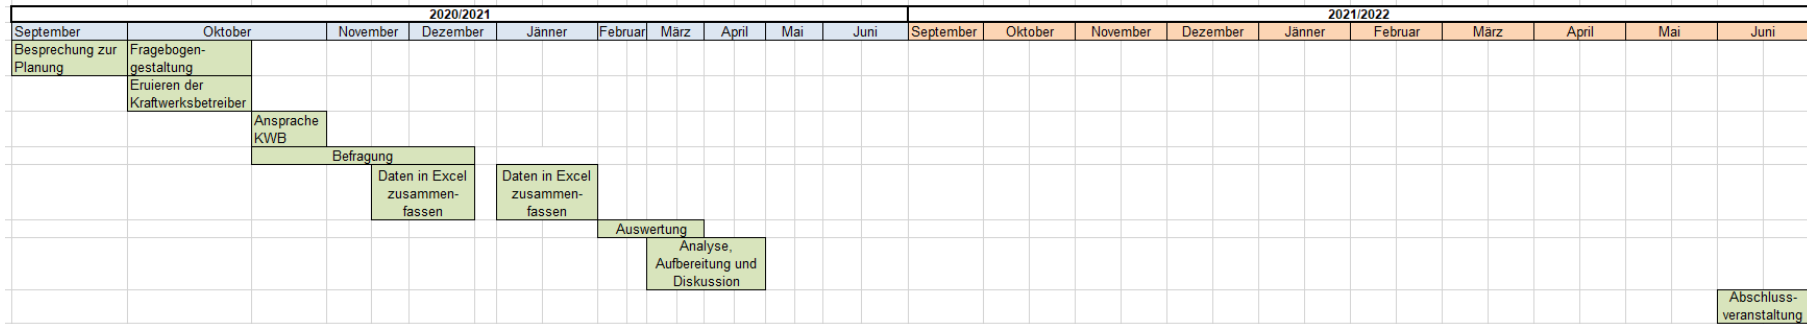 2020/2021
2021/2022
September Oktober November Dezember Jänner Februar März April Mai Juni September Oktober November Dezember Jänner Februar März April Mai Juni
Besprechung zur
Planung
Fragebogen-
gestaltung
Eruieren der
Kraftwerksbetreiber
Ansprache
KWB
Befragung
Daten in Excel
zusammen-
fassen
Daten in Excel
zusammen-
fassen
Auswertung
Analyse,
Aufbereitung und
Diskussion
Abschluss-
veranstaltung